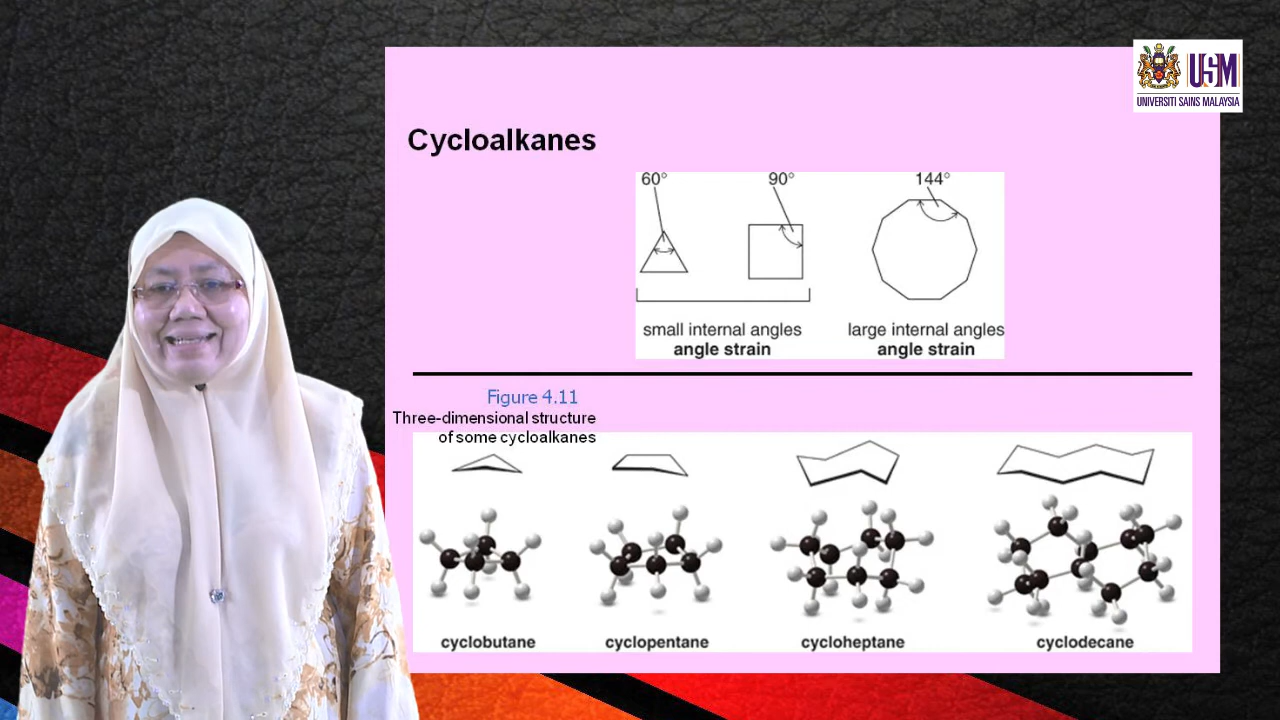 USM
UNIVERSITI SAINS MALAYSIA
Cycloalkanes
60° 90° 144°
small internal angles
angle strain
large internal angles
angle strain
Figure 4.11
Three-dimensional structure
of some cycloalkanes
cyclobutane cyclopentane cycloheptane cyclodecane